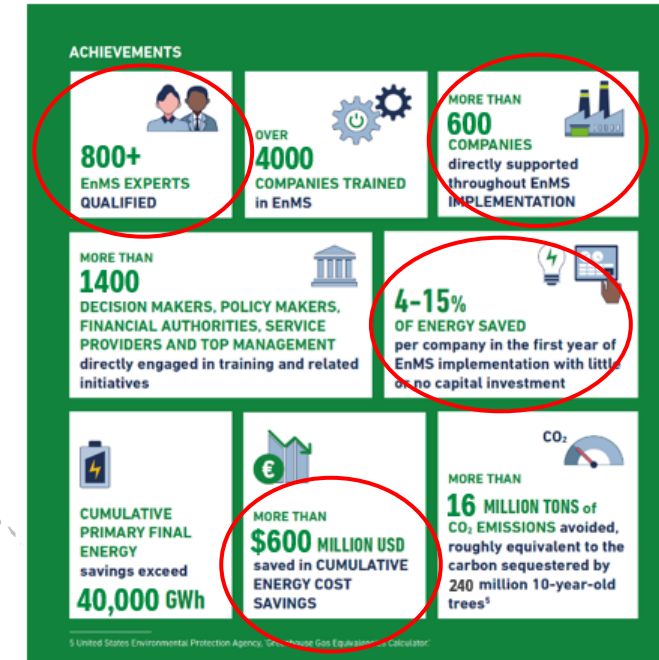 ACHIEVEMENTS
800+
EnMS EXPERTS
QUALIFIED
OVER
4000
COMPANIES TRAINED
in EnMS
MORE THAN
600
COMPANIES
directly supported
throughout EnMS
IMPLEMENTATION
MORE THAN
1400
DECISION MAKERS, POLICY MAKERS,
FINANCIAL AUTHORITIES, SERVICE
PROVIDERS AND TOP MANAGEMENT
directly engaged in training and related
initiatives
4-15%
OF ENERGY SAVED
per company in the first year of
EnMS implementation with little
or no capital investment
CUMULATIVE
PRIMARY FINAL
ENERGY
savings exceed
40,000 GWh
€
MORE THAN
$600 MILLION USD
saved in CUMULATIVE
ENERGY COST
SAVINGS
CO₂
MORE THAN
16 MILLION TONS of
CO₂ EMISSIONS avoided,
roughly equivalent to the
carbon sequestered by
240 million 10-year-old
trees⁵
5 United States Environmental Protection Agency, 'Greenhouse Gas Equivalencies Calculator.'